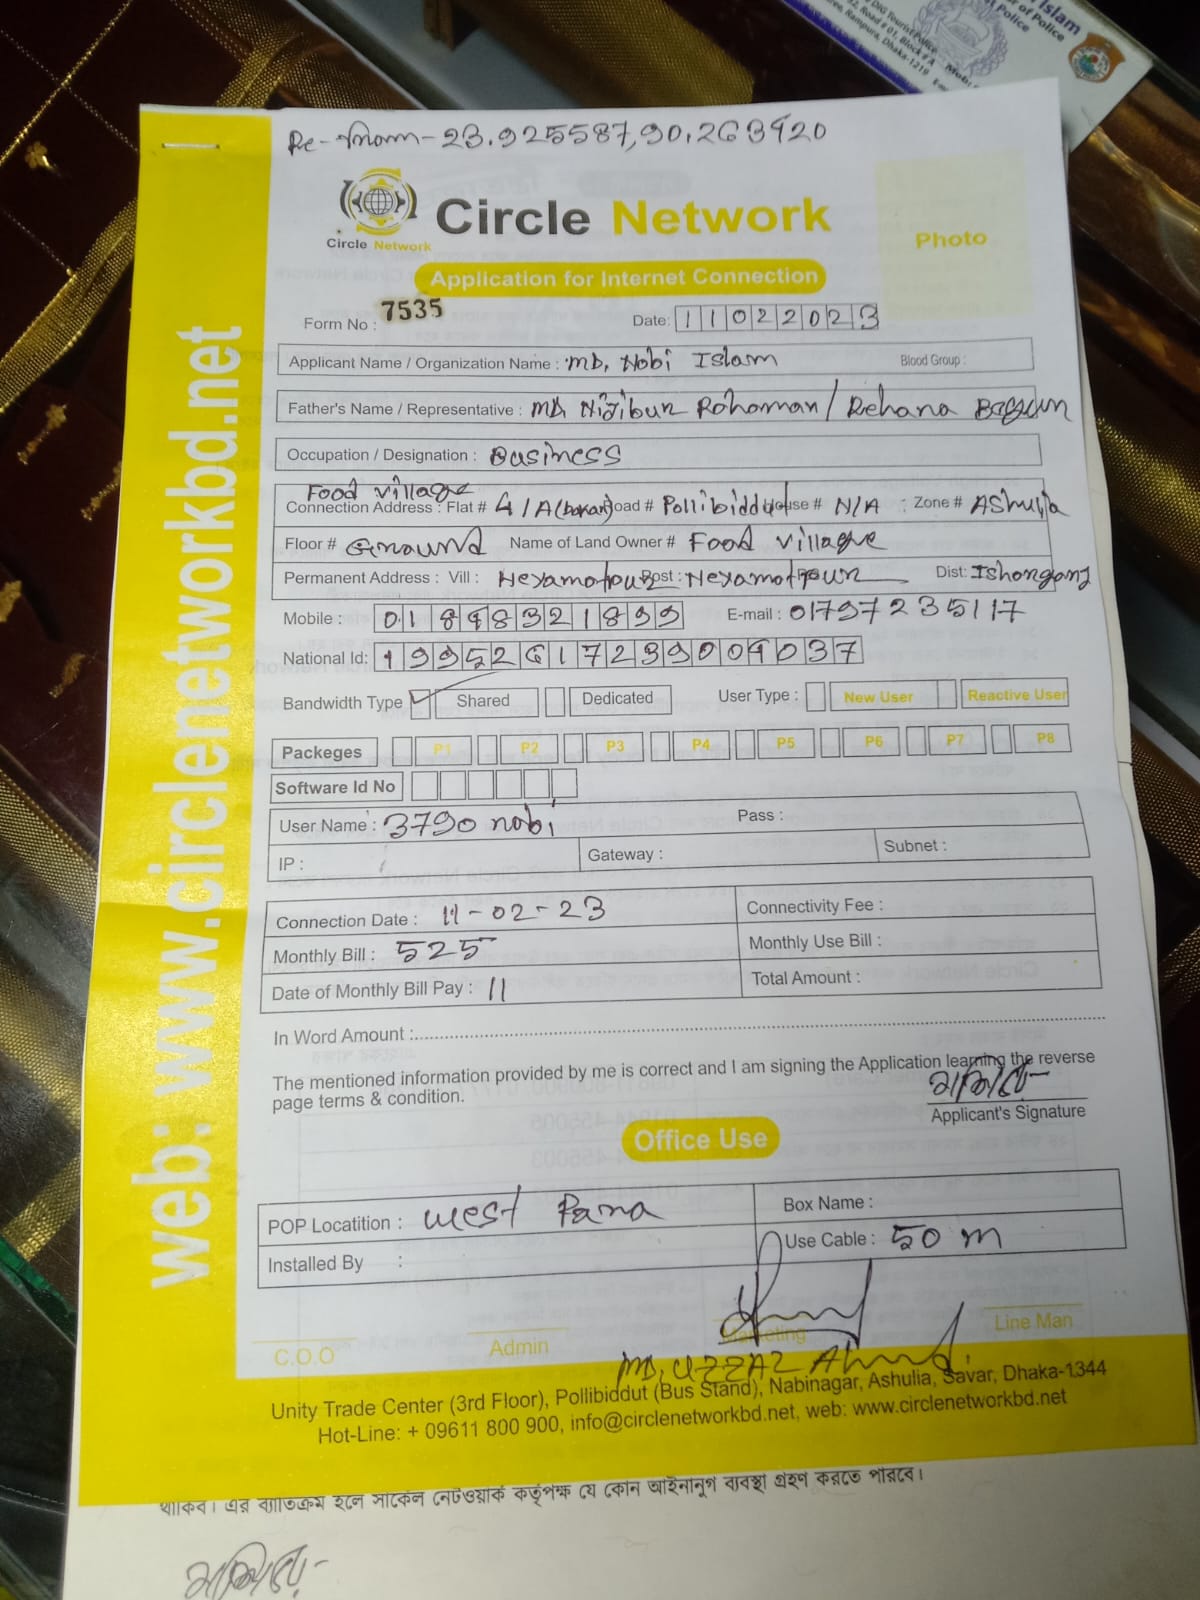 23.925587,90.263920
Circle Network
Circle Network
Photo
Application for Internet Connection
Form No : 7535
Date: 11022023
Applicant Name / Organization Name : MD, Nobi Islam Blood Group :
Father's Name / Representative : MD Nijibur Rohoman / Rehana Begum
Occupation / Designation : Business
Food village
Connection Address : Flat # G/A Road # Pollibiddut House # N/A : Zone # Ashulia
Floor # Ground Name of Land Owner # Food village
Permanent Address : Vill : Post : Dist: Ishongonj
Mobile : E-mail : 01797235117
National Id:
Bandwidth Type Shared Dedicated User Type : New User Reactive User
Packeges P1 P2 P3 P4 P5 P6 P7 P8
Software Id No
User Name : 3790 nobi Pass :
IP : Gateway : Subnet :
Connection Date : 11-02-23 Connectivity Fee :
Monthly Bill : 525 Monthly Use Bill :
Date of Monthly Bill Pay : 11 Total Amount :
In Word Amount :
The mentioned information provided by me is correct and I am signing the Application learning the reverse
page terms & condition.
Applicant's Signature
Office Use
POP Locatition : West Para Box Name :
Installed By : Use Cable : 50 m
C.O.O Admin Marketing Line Man
MD, UZZAL Ahmed
Unity Trade Center (3rd Floor), Pollibiddut (Bus Stand), Nabinagar, Ashulia, Savar, Dhaka-1344
Hot-Line: + 09611 800 900, info@circlenetworkbd.net, web: www.circlenetworkbd.net
web: www.circlenetworkbd.net
থাকিব। এর ব্যতিক্রম হলে সার্কেল নেটওয়ার্ক কর্তৃপক্ষ যে কোন আইনানুগ ব্যবস্থা গ্রহণ করতে পারবে।